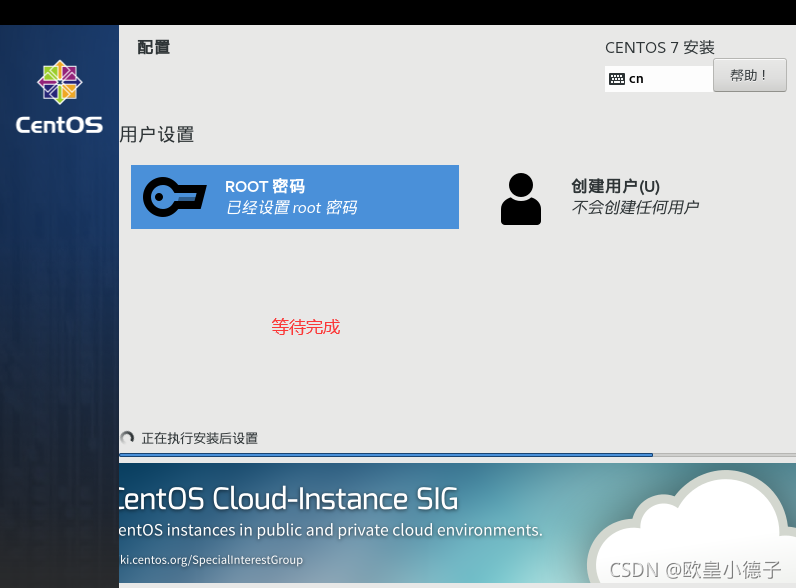 配置
CENTOS 7 安装
cn
帮助！
CentOS
用户设置
ROOT 密码
已经设置 root 密码
创建用户(U)
不会创建任何用户
等待完成
正在执行安装后设置
CentOS Cloud-Instance SIG
entOS instances in public and private cloud environments.
ki.centos.org/SpecialInterestGroup
CSDN @欧皇小德子